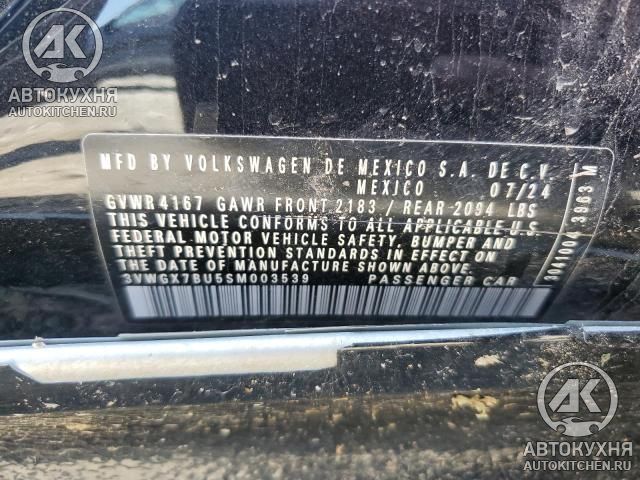 АК
АВТОКУХНЯ
AUTOKITCHEN.RU
MFD BY VOLKSWAGEN DE MEXICO S.A. DE C.V.
MEXICO 07/24
GVWR4167 GAWR FRONT 2183 / REAR 2094 LBS
THIS VEHICLE CONFORMS TO ALL APPLICABLE U.S.
FEDERAL MOTOR VEHICLE SAFETY, BUMPER AND
THEFT PREVENTION STANDARDS IN EFFECT ON
THE DATE OF MANUFACTURE SHOWN ABOVE.
3VWGX7BU5SM003539 PASSENGER CAR
АК
АВТОКУХНЯ
AUTOKITCHEN.RU